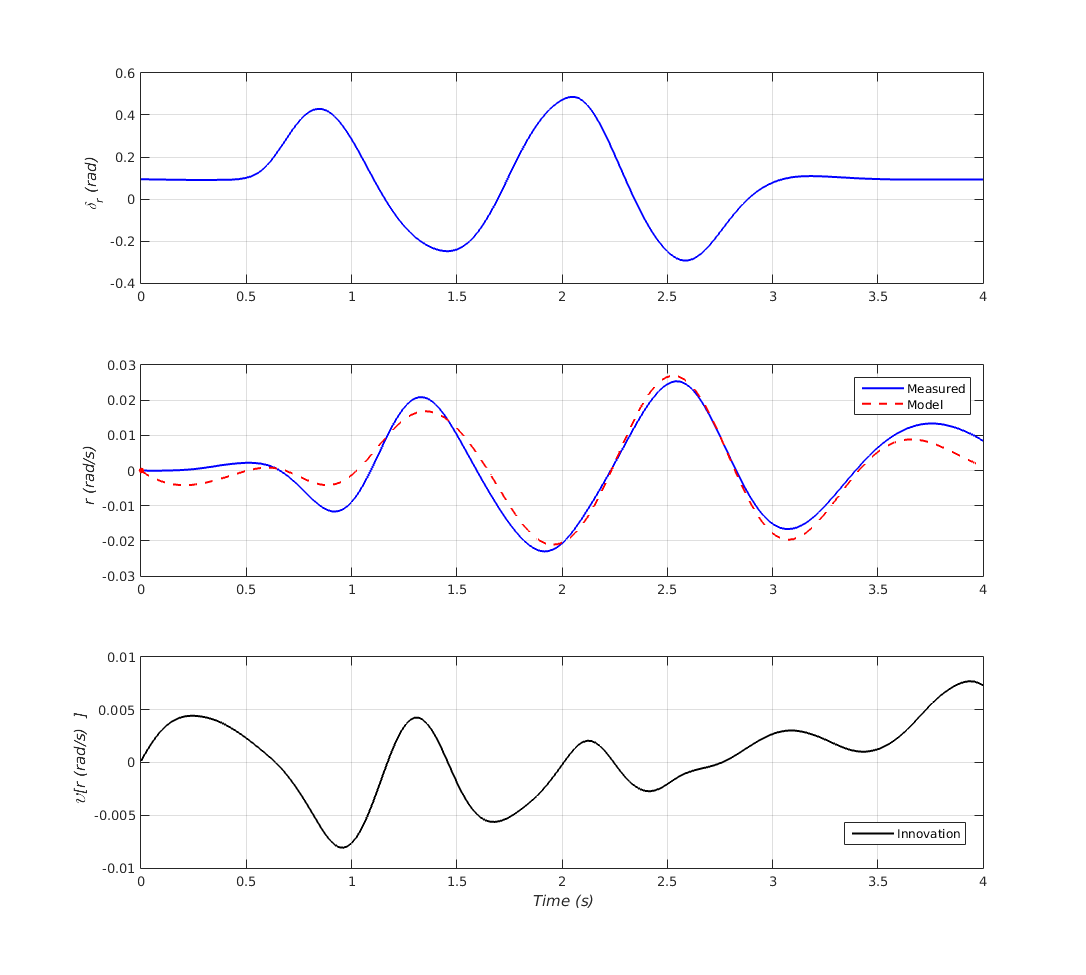 0.6
0.4
0.2
0
-0.2
-0.4
δr (rad)
0 0.5 1 1.5 2 2.5 3 3.5 4
0.03
0.02
0.01
0
-0.01
-0.02
-0.03
r (rad/s)
Measured
Model
0 0.5 1 1.5 2 2.5 3 3.5 4
0.01
0.005
0
-0.005
-0.01
υ[r (rad/s) ]
Innovation
0 0.5 1 1.5 2 2.5 3 3.5 4
Time (s)